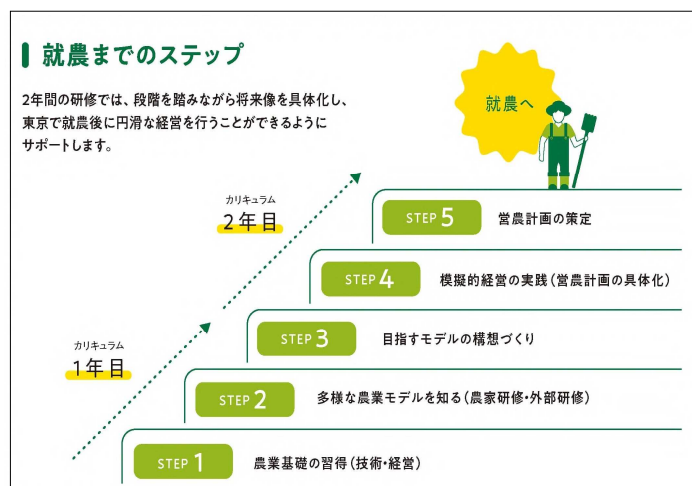 就農までのステップ
2年間の研修では、段階を踏みながら将来像を具体化し、
東京で就農後に円滑な経営を行うことができるように
サポートします。
就農へ
カリキュラム
2年目
STEP 5 営農計画の策定
STEP 4 模擬的経営の実践(営農計画の具体化)
STEP 3 目指すモデルの構想づくり
カリキュラム
1年目
STEP 2 多様な農業モデルを知る(農家研修・外部研修)
STEP 1 農業基礎の習得(技術・経営)